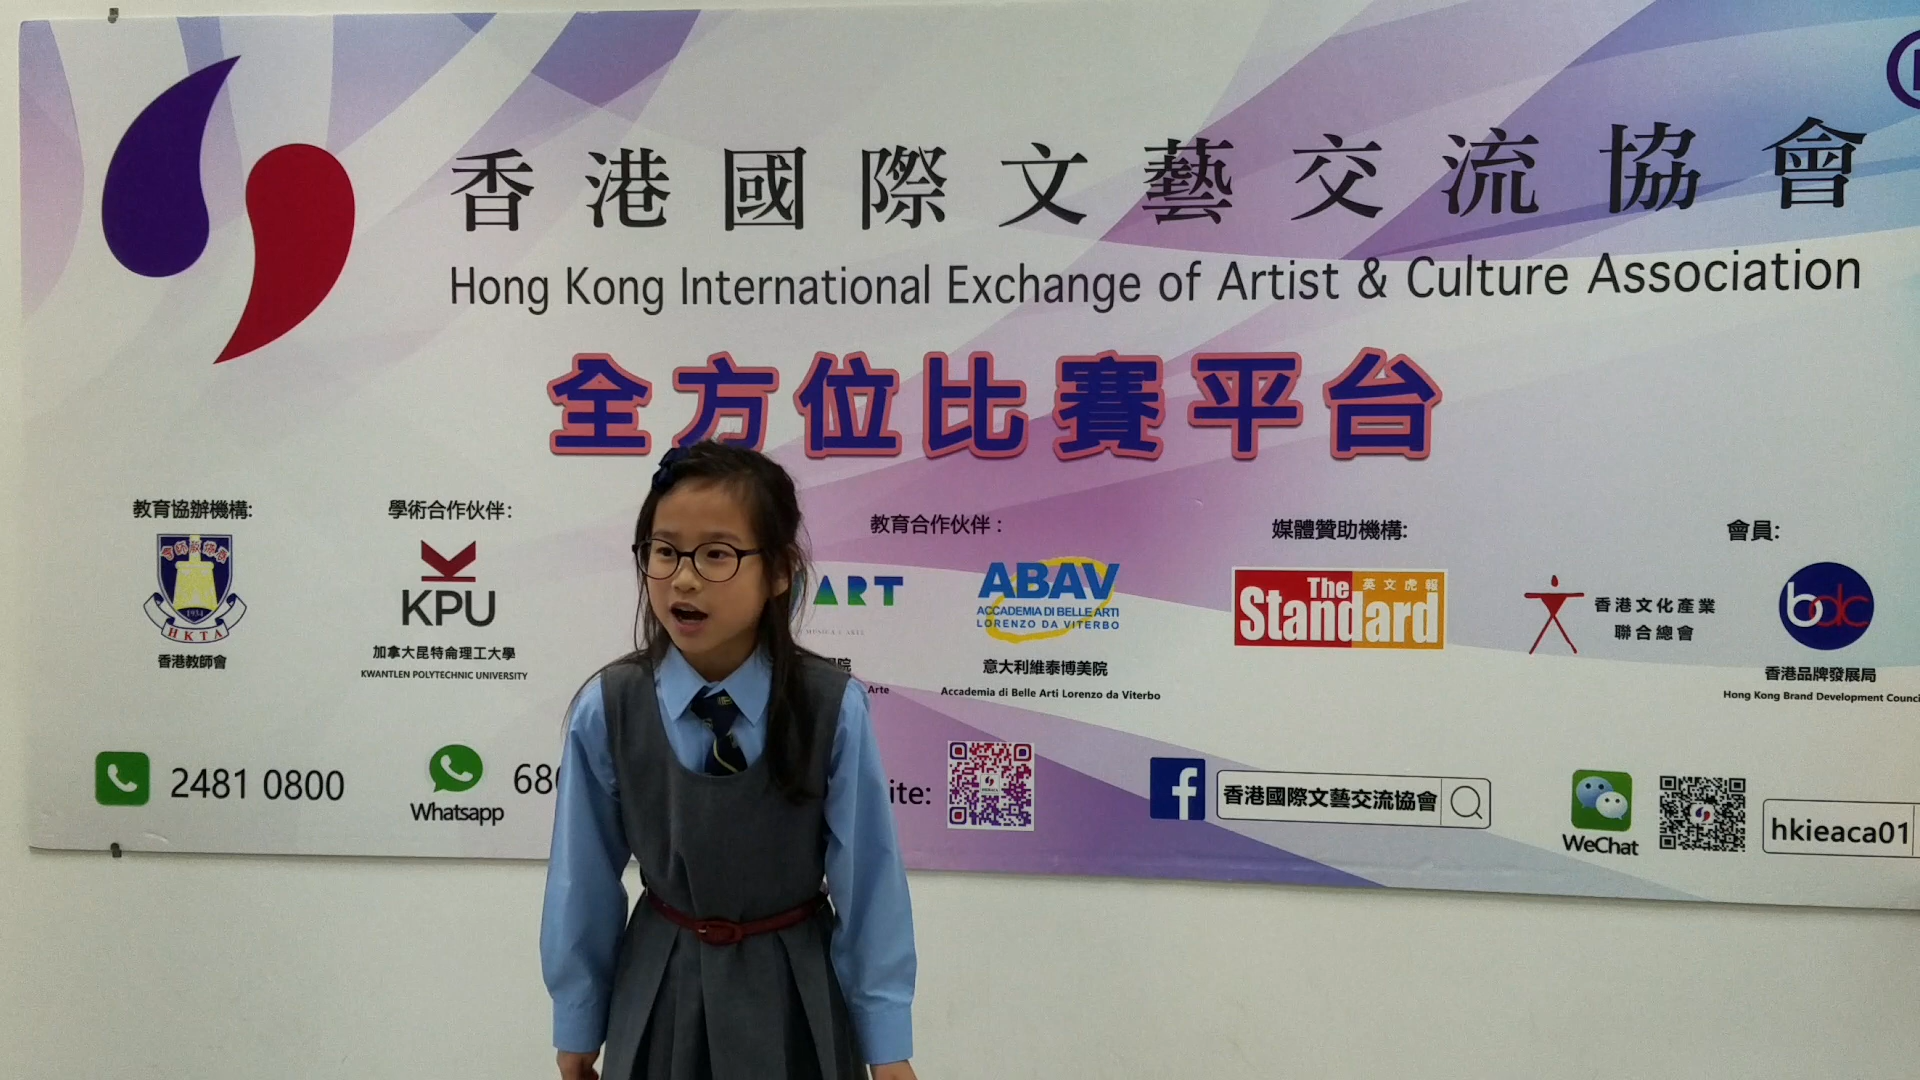 香港國際文藝交流協會
Hong Kong International Exchange of Artist & Culture Association
全方位比賽平台
教育協辦機構:
學術合作伙伴:
教育合作伙伴:
媒體贊助機構:
會員:
1934
HKTA
香港教師會
KPU
加拿大昆特侖理工大學
KWANTLEN POLYTECHNIC UNIVERSITY
ART
Arte
ABAV
ACCADEMIA DI BELLE ARTI
LORENZO DA VITERBO
意大利維泰博美院
Accademia di Belle Arti Lorenzo da Viterbo
The
Standard
英文虎報
香港文化產業
聯合總會
bdc
香港品牌發展局
Hong Kong Brand Development Counci
2481 0800
Whatsapp
68
ite:
f
香港國際文藝交流協會
WeChat
hkieaca01